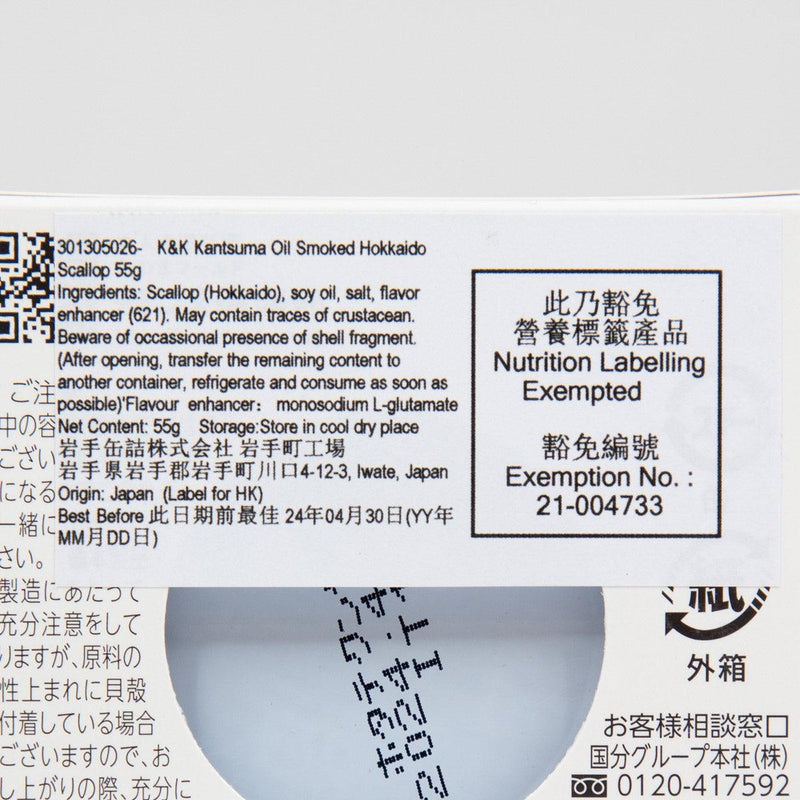 301305026- K&K Kantsuma Oil Smoked Hokkaido
Scallop 55g
Ingredients: Scallop (Hokkaido), soy oil, salt, flavor
enhancer (621). May contain traces of crustacean.
Beware of occassional presence of shell fragment.
(After opening, transfer the remaining content to
another container, refrigerate and consume as soon as
possible)'Flavour enhancer: monosodium L-glutamate
Net Content: 55g Storage:Store in cool dry place
岩手缶詰株式会社 岩手町工場
岩手県岩手郡岩手町川口4-12-3, Iwate, Japan
Origin: Japan (Label for HK)
Best Before 此日期前最佳 24年04月30日(YY年
MM月DD日)
此乃豁免
營養標籤產品
Nutrition Labelling
Exempted
豁免編號
Exemption No. :
21-004733
ご注
中の容
ござい
になる
一緒に
さい。
製造にあたって
充分注意をして
りますが、原料の
性上まれに貝殻
付着している場合
ございますので、お
し上がりの際、充分に
ホタテクン
紙
外箱
お客様相談窓口
国分グループ本社(株)
0120-417592